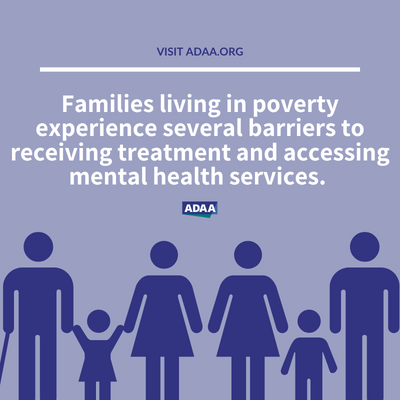 VISIT ADAA.ORG
Families living in poverty
experience several barriers to
receiving treatment and accessing
mental health services.
ADAA